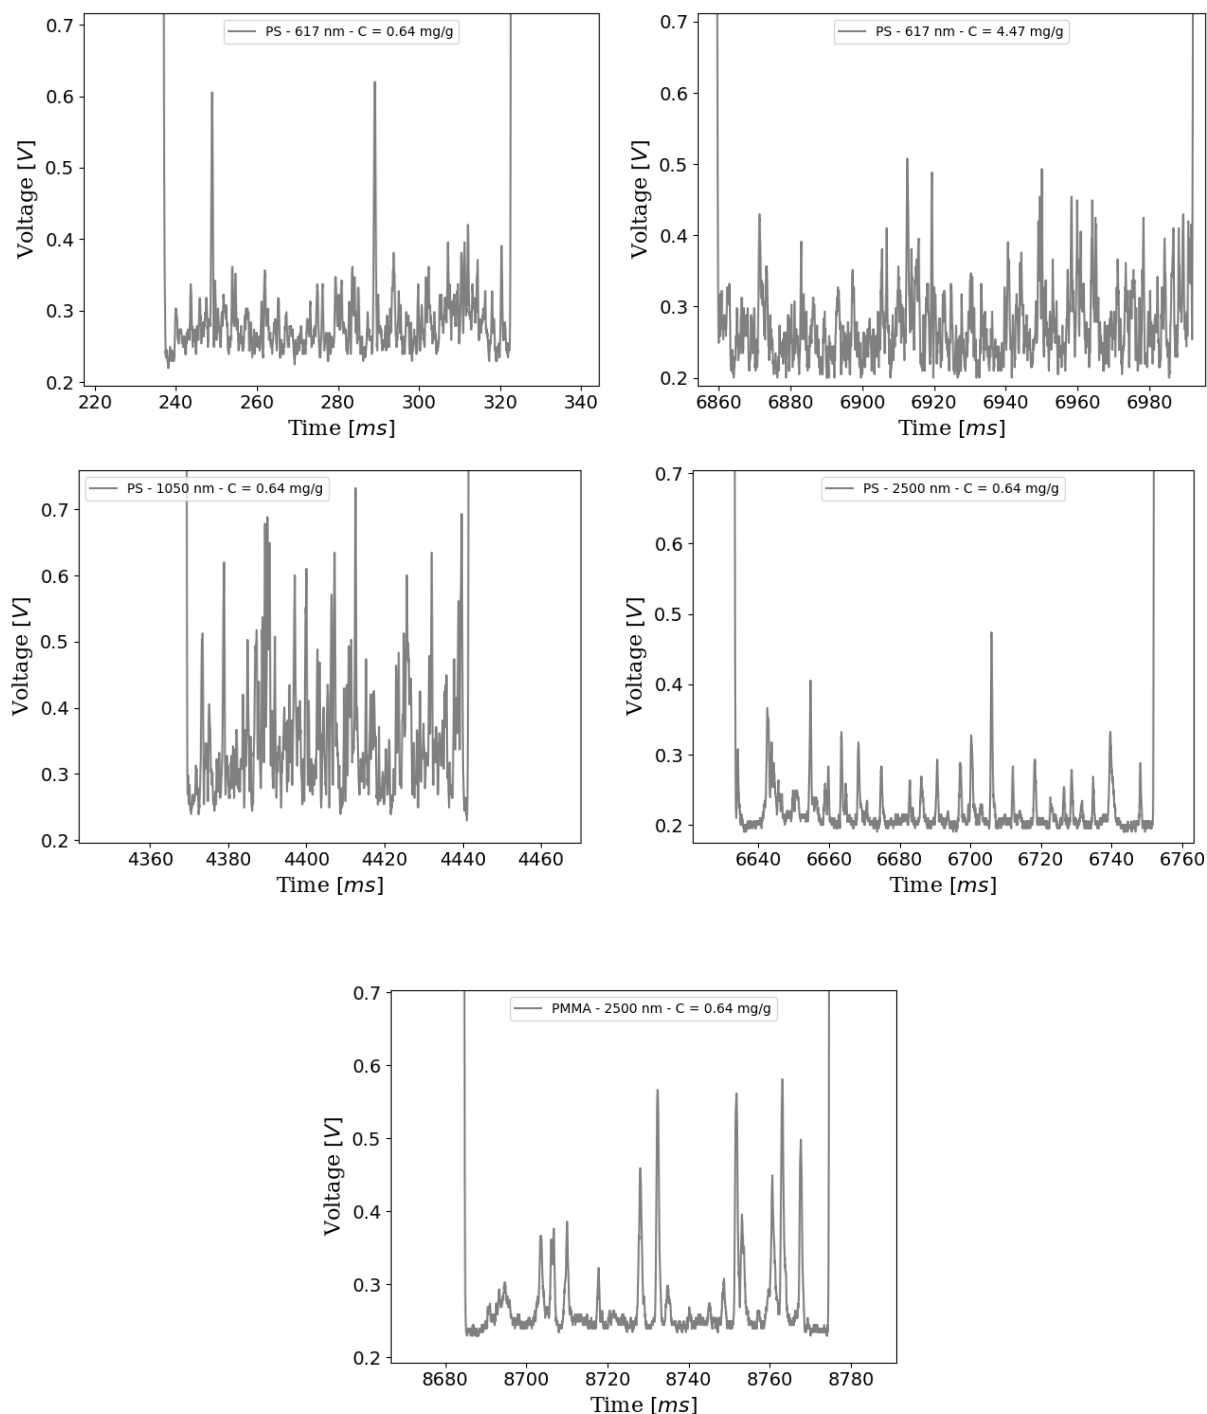 PS - 617 nm - C = 0.64 mg/g
0.7
0.6
0.5
0.4
0.3
0.2
Voltage [V]
220 240 260 280 300 320 340
Time [ms]
PS - 617 nm - C = 4.47 mg/g
0.7
0.6
0.5
0.4
0.3
0.2
Voltage [V]
6860 6880 6900 6920 6940 6960 6980
Time [ms]
PS - 1050 nm - C = 0.64 mg/g
0.7
0.6
0.5
0.4
0.3
0.2
Voltage [V]
4360 4380 4400 4420 4440 4460
Time [ms]
PS - 2500 nm - C = 0.64 mg/g
0.7
0.6
0.5
0.4
0.3
0.2
Voltage [V]
6640 6660 6680 6700 6720 6740 6760
Time [ms]
PMMA - 2500 nm - C = 0.64 mg/g
0.7
0.6
0.5
0.4
0.3
0.2
Voltage [V]
8680 8700 8720 8740 8760 8780
Time [ms]